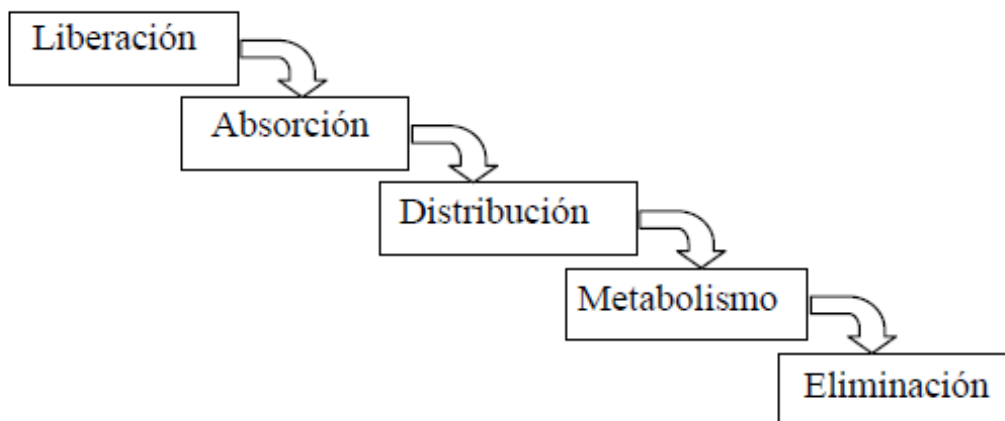 Liberación
Absorción
Distribución
Metabolismo
Eliminación